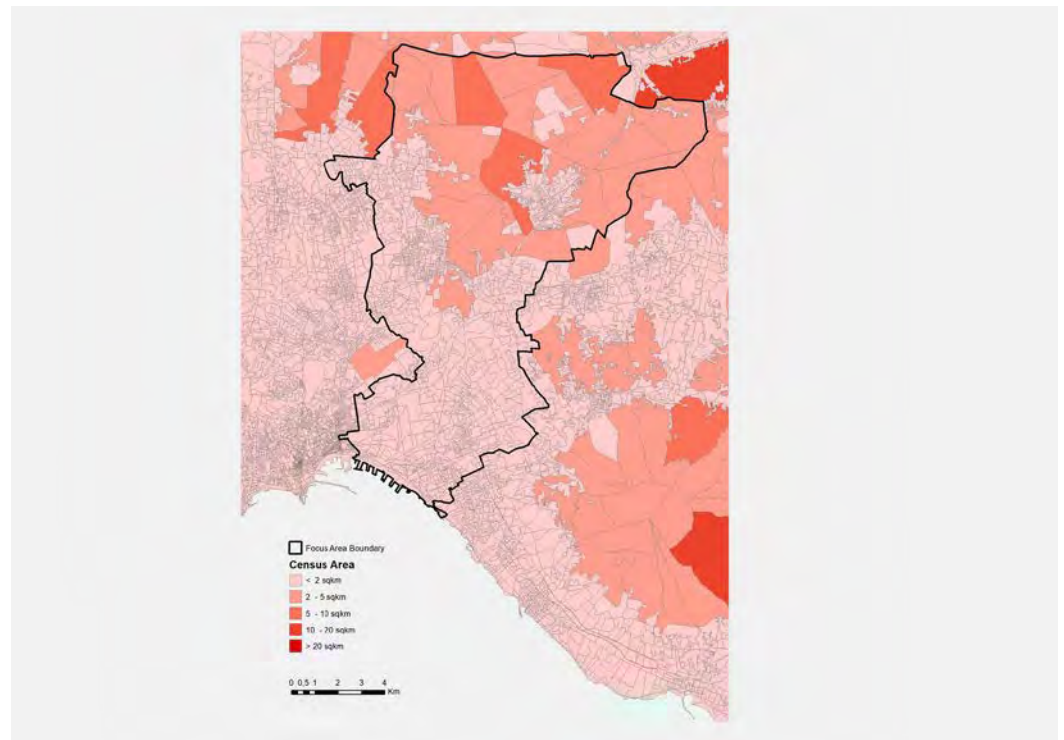 Focus Area Boundary
Census Area
< 2 sqkm
2 - 5 sqkm
5 - 10 sqkm
10 - 20 sqkm
> 20 sqkm
0 0,5 1 2 3 4
Km